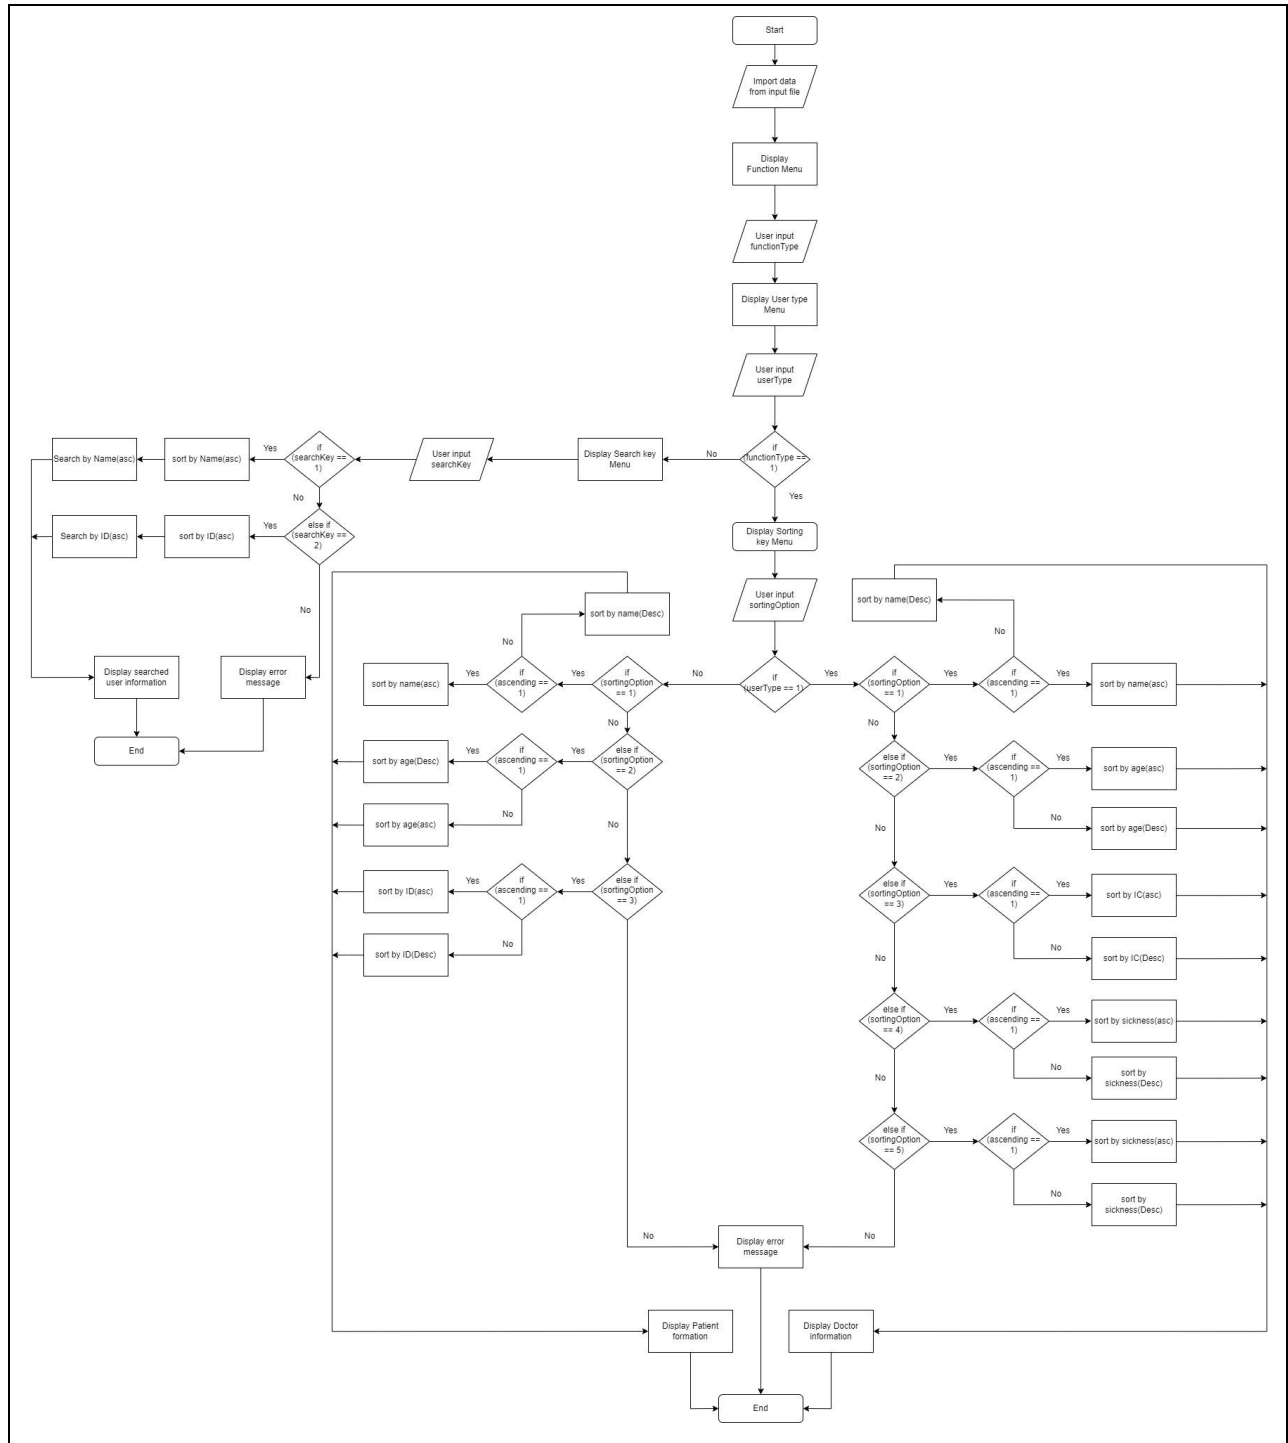 Start
Import data
from input file
Display
Function Menu
User input
functionType
Display User type
Menu
User input
userType
if
(functionType ==
1)
No
Yes
Display Search key
Menu
User input
searchKey
if
(searchKey ==
1)
Yes
sort by Name(asc)
Search by Name(asc)
No
else if
(searchKey ==
2)
Yes
sort by ID(asc)
Search by ID(asc)
No
Display searched
user information
Display error
message
End
Display Sorting
key Menu
User input
sortingOption
if
(userType == 1)
No
Yes
if
(sortingOption
== 1)
Yes
if
(ascending ==
1)
Yes
sort by name(asc)
No
sort by name(Desc)
No
else if
(sortingOption
== 2)
Yes
if
(ascending ==
1)
Yes
sort by age(Desc)
No
sort by age(asc)
No
else if
(sortingOption
== 3)
Yes
if
(ascending ==
1)
Yes
sort by ID(asc)
No
sort by ID(Desc)
No
if
(sortingOption
== 1)
Yes
if
(ascending ==
1)
Yes
sort by name(asc)
No
sort by name(Desc)
No
else if
(sortingOption
== 2)
Yes
if
(ascending ==
1)
Yes
sort by age(asc)
No
sort by age(Desc)
No
else if
(sortingOption
== 3)
Yes
if
(ascending ==
1)
Yes
sort by IC(asc)
No
sort by IC(Desc)
No
else if
(sortingOption
== 4)
Yes
if
(ascending ==
1)
Yes
sort by sickness(asc)
No
sort by
sickness(Desc)
No
else if
(sortingOption
== 5)
Yes
if
(ascending ==
1)
Yes
sort by sickness(asc)
No
sort by
sickness(Desc)
No
Display error
message
Display Patient
formation
Display Doctor
information
End